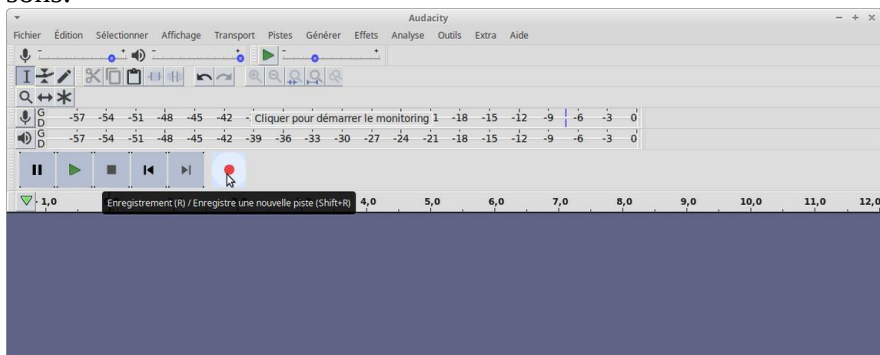 sons.
Audacity
Fichier Édition Sélectionner Affichage Transport Pistes Générer Effets Analyse Outils Extra Aide
G D -57 -54 -51 -48 -45 -42 - Cliquer pour démarrer le monitoring 1 -18 -15 -12 -9 -6 -3 0
G D -57 -54 -51 -48 -45 -42 -39 -36 -33 -30 -27 -24 -21 -18 -15 -12 -9 -6 -3 0
- 1,0 4,0 5,0 6,0 7,0 8,0 9,0 10,0 11,0 12,0
Enregistrement (R) / Enregistre une nouvelle piste (Shift+R)